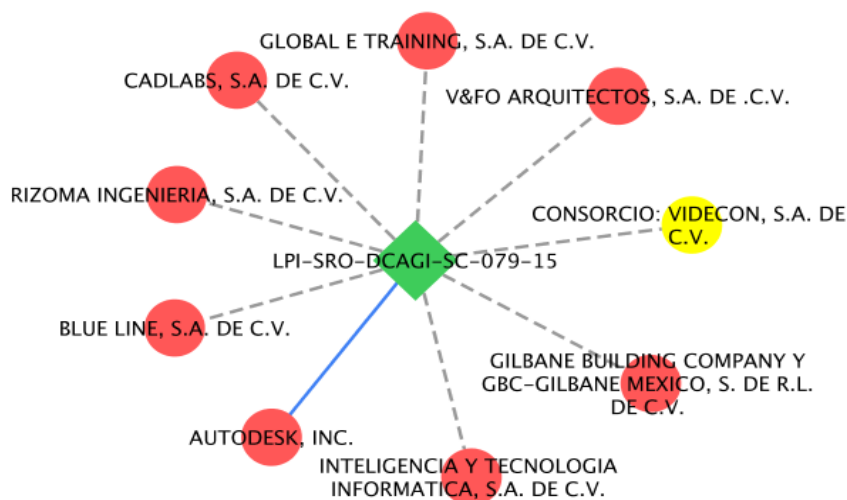 GLOBAL E TRAINING, S.A. DE C.V.
CADLABS, S.A. DE C.V.
V&FO ARQUITECTOS, S.A. DE .C.V.
RIZOMA INGENIERIA, S.A. DE C.V.
CONSORCIO: VIDECON, S.A. DE
C.V.
LPI-SRO-DCAGI-SC-079-15
BLUE LINE, S.A. DE C.V.
GILBANE BUILDING COMPANY Y
GBC-GILBANE MEXICO, S. DE R.L.
DE C.V.
AUTODESK, INC.
INTELIGENCIA Y TECNOLOGIA
INFORMATICA, S.A. DE C.V.